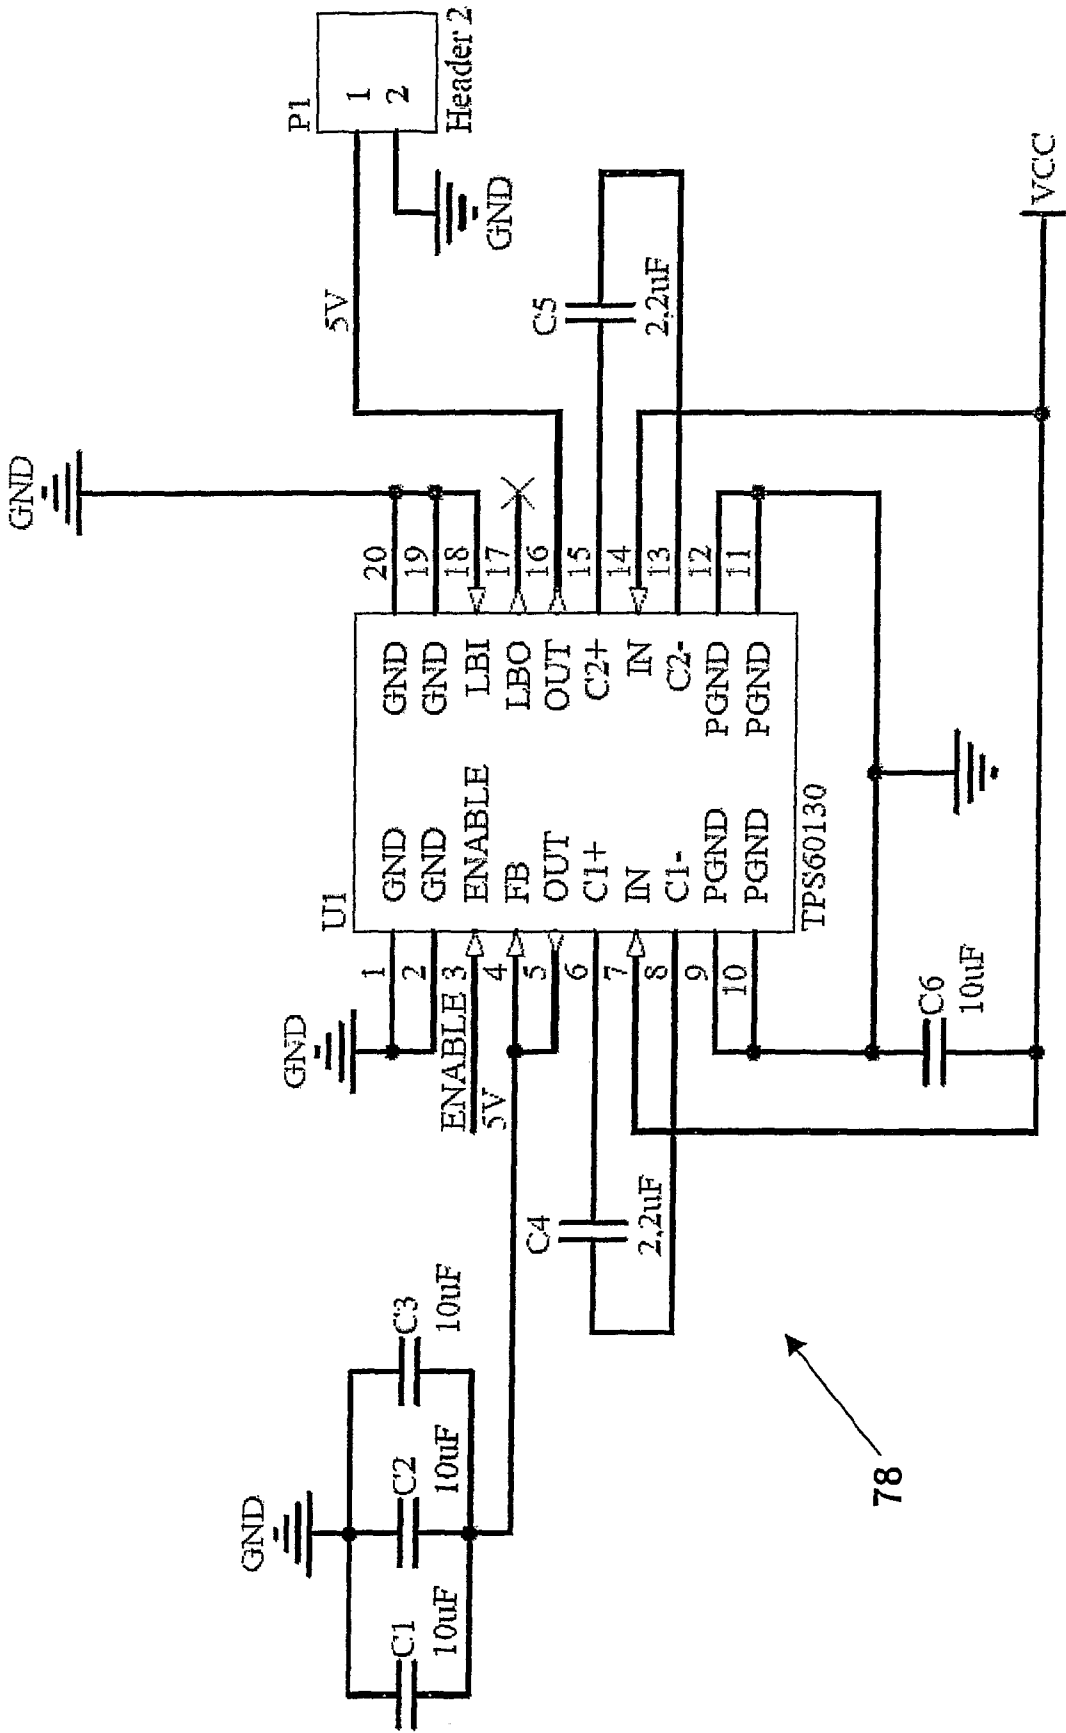 GND
C1
10uF
C2
10uF
C3
10uF
78
C4
2.2uF
5V
ENABLE
GND
U1
TPS60130
1 GND
2 GND
3 ENABLE
4 FB
5 OUT
6 C1+
7 IN
8 C1-
9 PGND
10 PGND
GND 20
GND 19
LBI 18
LBO 17
OUT 16
C2+ 15
IN 14
C2- 13
PGND 12
PGND 11
C6
10uF
GND
5V
C5
2.2uF
P1
1
2
Header 2
GND
VCC